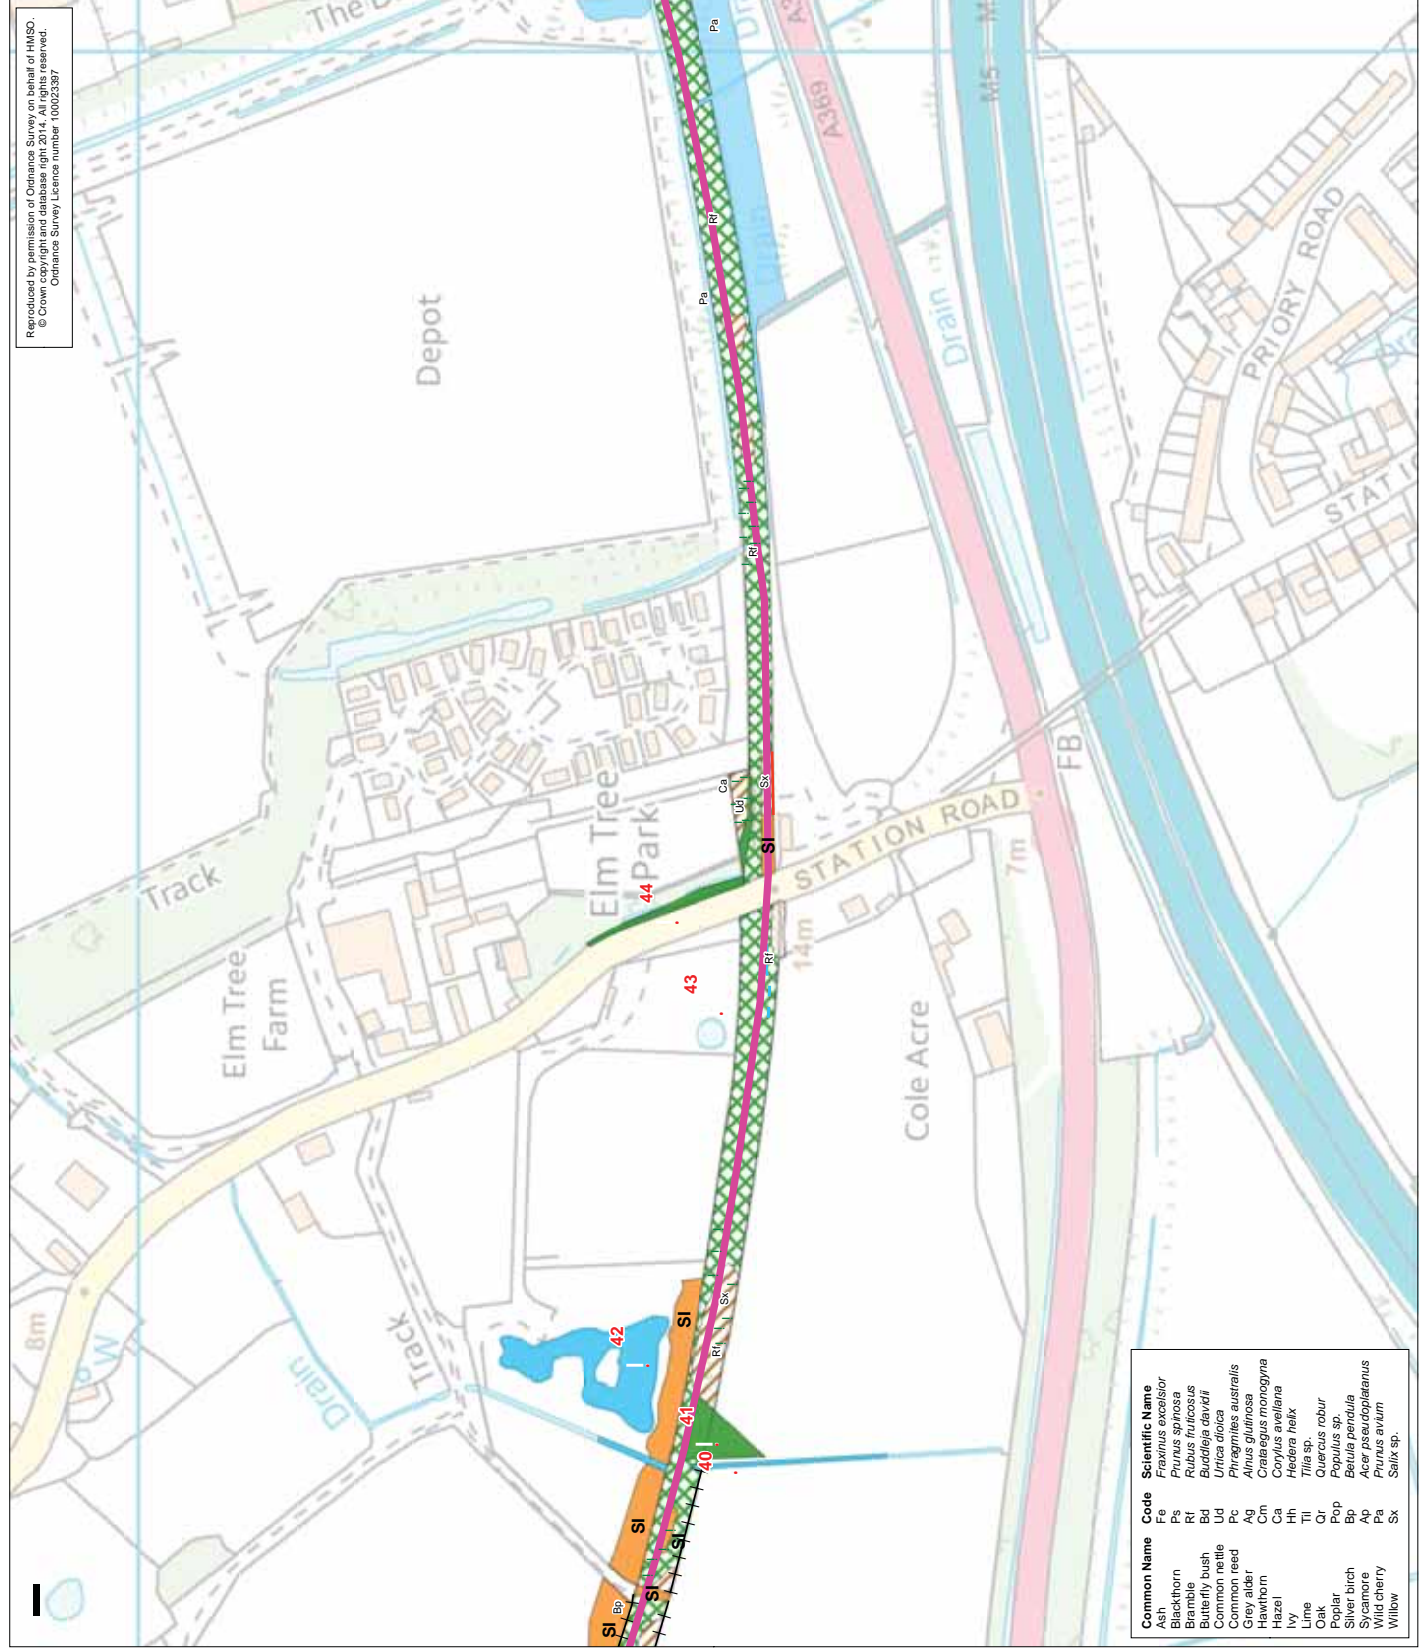 Reproduced by permission of Ordnance Survey on behalf of HMSO.
© Crown copyright and database right 2014. All rights reserved.
Ordnance Survey Licence number 100023397
The
Pa
Dra
A369
M5
Depot
Rf
Pa
Drain
Drain
PRIORY ROAD
STATIO
Rf
Track
Elm Tree
Park
Ca
Ud
Sx
SI
STATION ROAD
FB
7m
44
43
Elm Tree
Farm
Rf
14m
Cole Acre
8m
W
Drain
Track
42
SI
Sx
Rf
41
40
SI
SI
SI
Bp
SI
Common Name Code Scientific Name
Ash Fe Fraxinus excelsior
Blackthorn Ps Prunus spinosa
Bramble Rf Rubus fruticosus
Butterfly bush Bd Buddleja davidii
Common nettle Ud Urtica dioica
Common reed Pc Phragmites australis
Grey alder Ag Alnus glutinosa
Hawthorn Cm Crataegus monogyna
Hazel Ca Corylus avellana
Ivy Hh Hedera helix
Lime Til Tilia sp.
Oak Qr Quercus robur
Poplar Pop Populus sp.
Silver birch Bp Betula pendula
Sycamore Ap Acer pseudoplatanus
Wild cherry Pa Prunus avium
Willow Sx Salix sp.